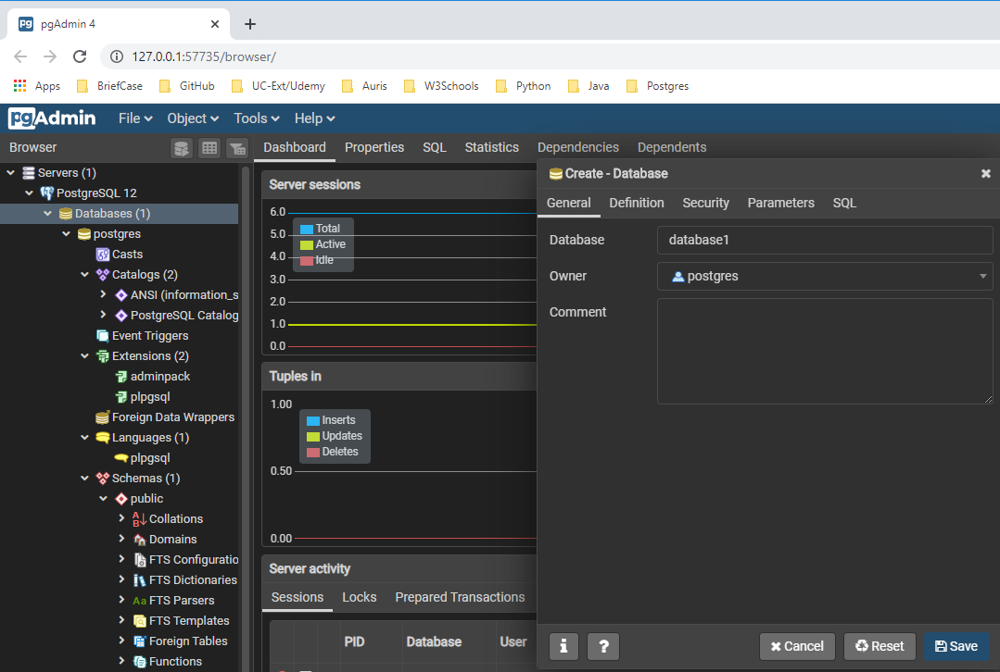 pgAdmin 4
127.0.0.1:57735/browser/
Apps BriefCase GitHub UC-Ext/Udemy Auris W3Schools Python Java Postgres
pgAdmin File Object Tools Help
Browser
Dashboard Properties SQL Statistics Dependencies Dependents
Servers (1)
PostgreSQL 12
Databases (1)
postgres
Casts
Catalogs (2)
ANSI (information_s
PostgreSQL Catalog
Event Triggers
Extensions (2)
adminpack
plpgsql
Foreign Data Wrappers
Languages (1)
plpgsql
Schemas (1)
public
Collations
Domains
FTS Configuratio
FTS Dictionaries
FTS Parsers
FTS Templates
Foreign Tables
Functions
Server sessions
6.0
5.0
4.0
3.0
2.0
1.0
0.0
Total
Active
Idle
Tuples in
1.00
0.50
0.00
Inserts
Updates
Deletes
Server activity
Sessions Locks Prepared Transactions
PID Database User
Create - Database
General Definition Security Parameters SQL
Database database1
Owner postgres
Comment
i ? Cancel Reset Save